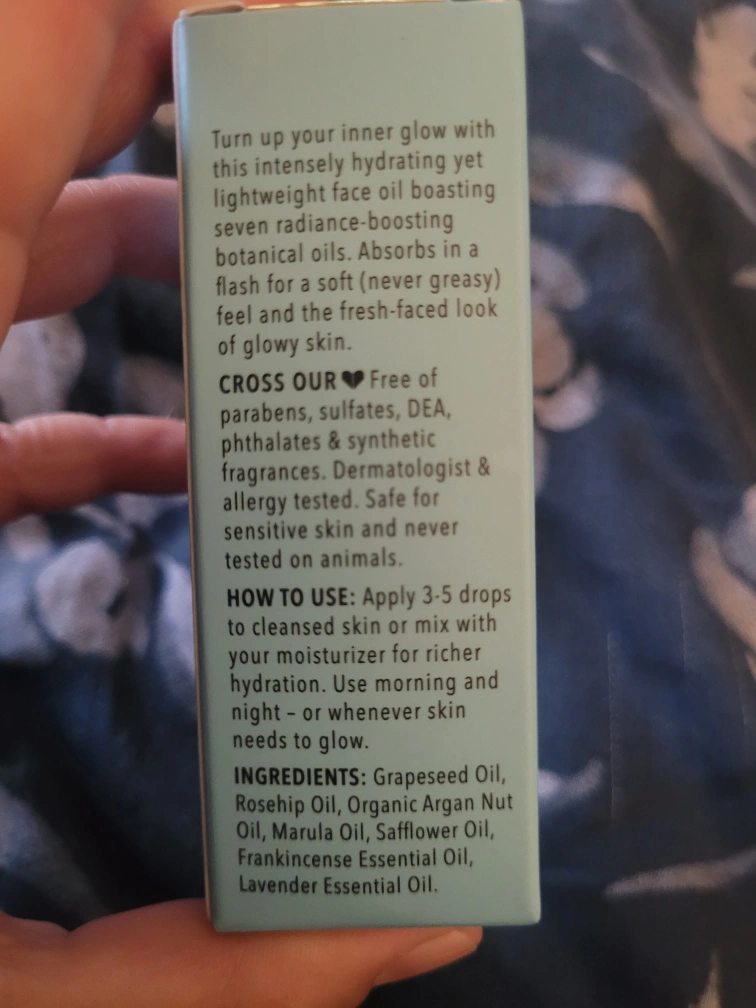 Turn up your inner glow with
this intensely hydrating yet
lightweight face oil boasting
seven radiance-boosting
botanical oils. Absorbs in a
flash for a soft (never greasy)
feel and the fresh-faced look
of glowy skin.
CROSS OUR ♥ Free of
parabens, sulfates, DEA,
phthalates & synthetic
fragrances. Dermatologist &
allergy tested. Safe for
sensitive skin and never
tested on animals.
HOW TO USE: Apply 3-5 drops
to cleansed skin or mix with
your moisturizer for richer
hydration. Use morning and
night – or whenever skin
needs to glow.
INGREDIENTS: Grapeseed Oil,
Rosehip Oil, Organic Argan Nut
Oil, Marula Oil, Safflower Oil,
Frankincense Essential Oil,
Lavender Essential Oil.